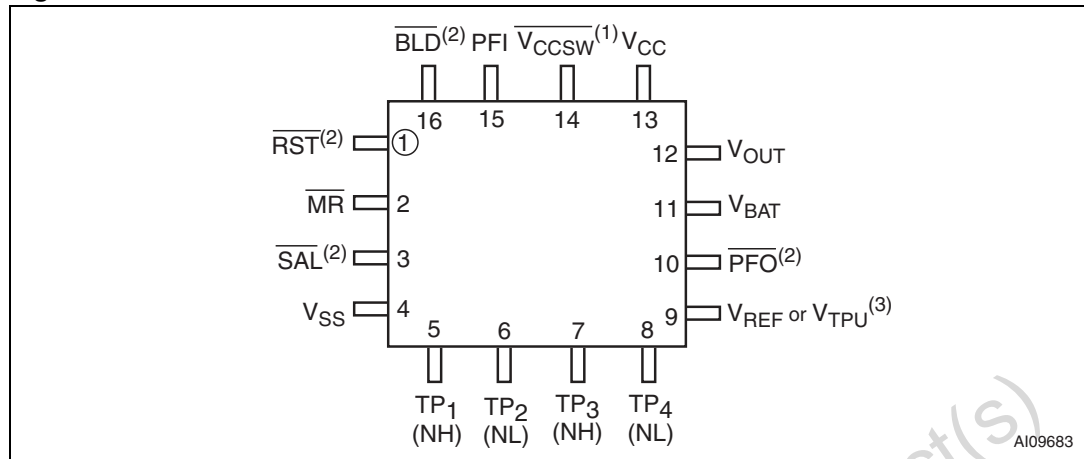 BLD(2) PFI VCCSW(1) VCC
16 15 14 13
RST(2) 1
12 VOUT
MR 2
11 VBAT
SAL(2) 3
10 PFO(2)
VSS 4
9 VREF or VTPU(3)
5 6 7 8
TP1 TP2 TP3 TP4
(NH) (NL) (NH) (NL)
AI09683